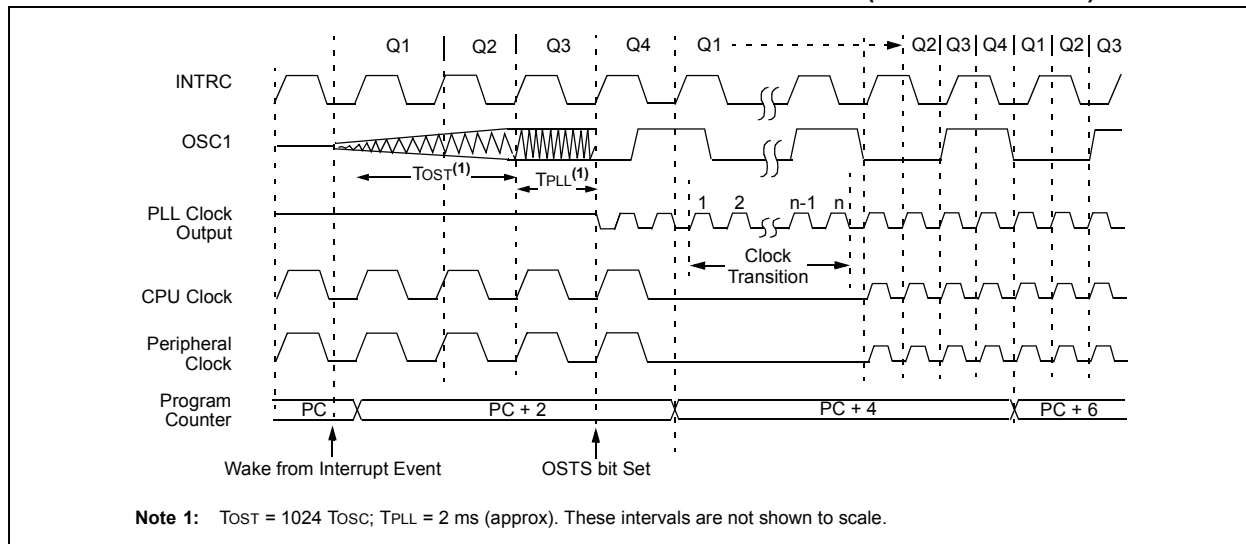 Q1 Q2 Q3 Q4 Q1 Q2 Q3 Q4 Q1 Q2 Q3
INTRC
OSC1
TOST(1) TPLL(1)
PLL Clock
Output
1 2 n-1 n
Clock
Transition
CPU Clock
Peripheral
Clock
Program
Counter
PC PC + 2 PC + 4 PC + 6
Wake from Interrupt Event OSTS bit Set
Note 1: TOST = 1024 TOSC; TPLL = 2 ms (approx). These intervals are not shown to scale.